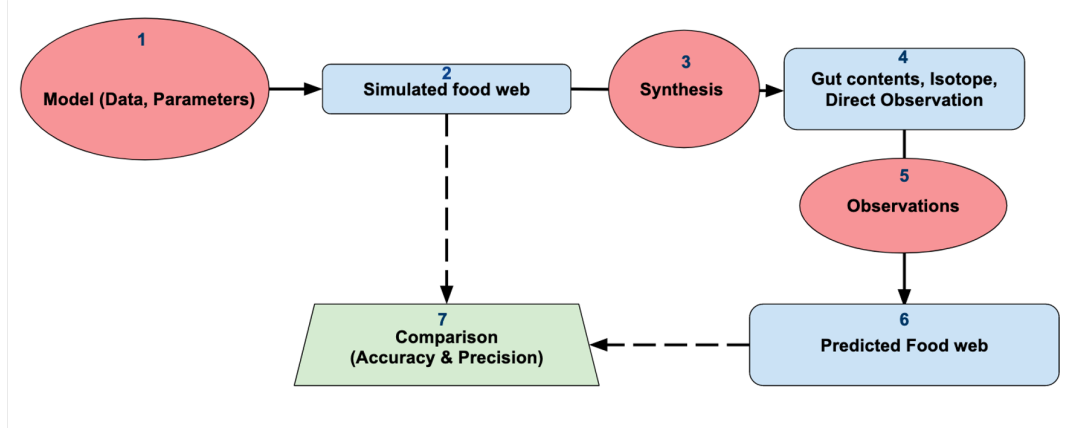 1
Model (Data, Parameters)
2
Simulated food web
3
Synthesis
4
Gut contents, Isotope,
Direct Observation
5
Observations
6
Predicted Food web
7
Comparison
(Accuracy & Precision)